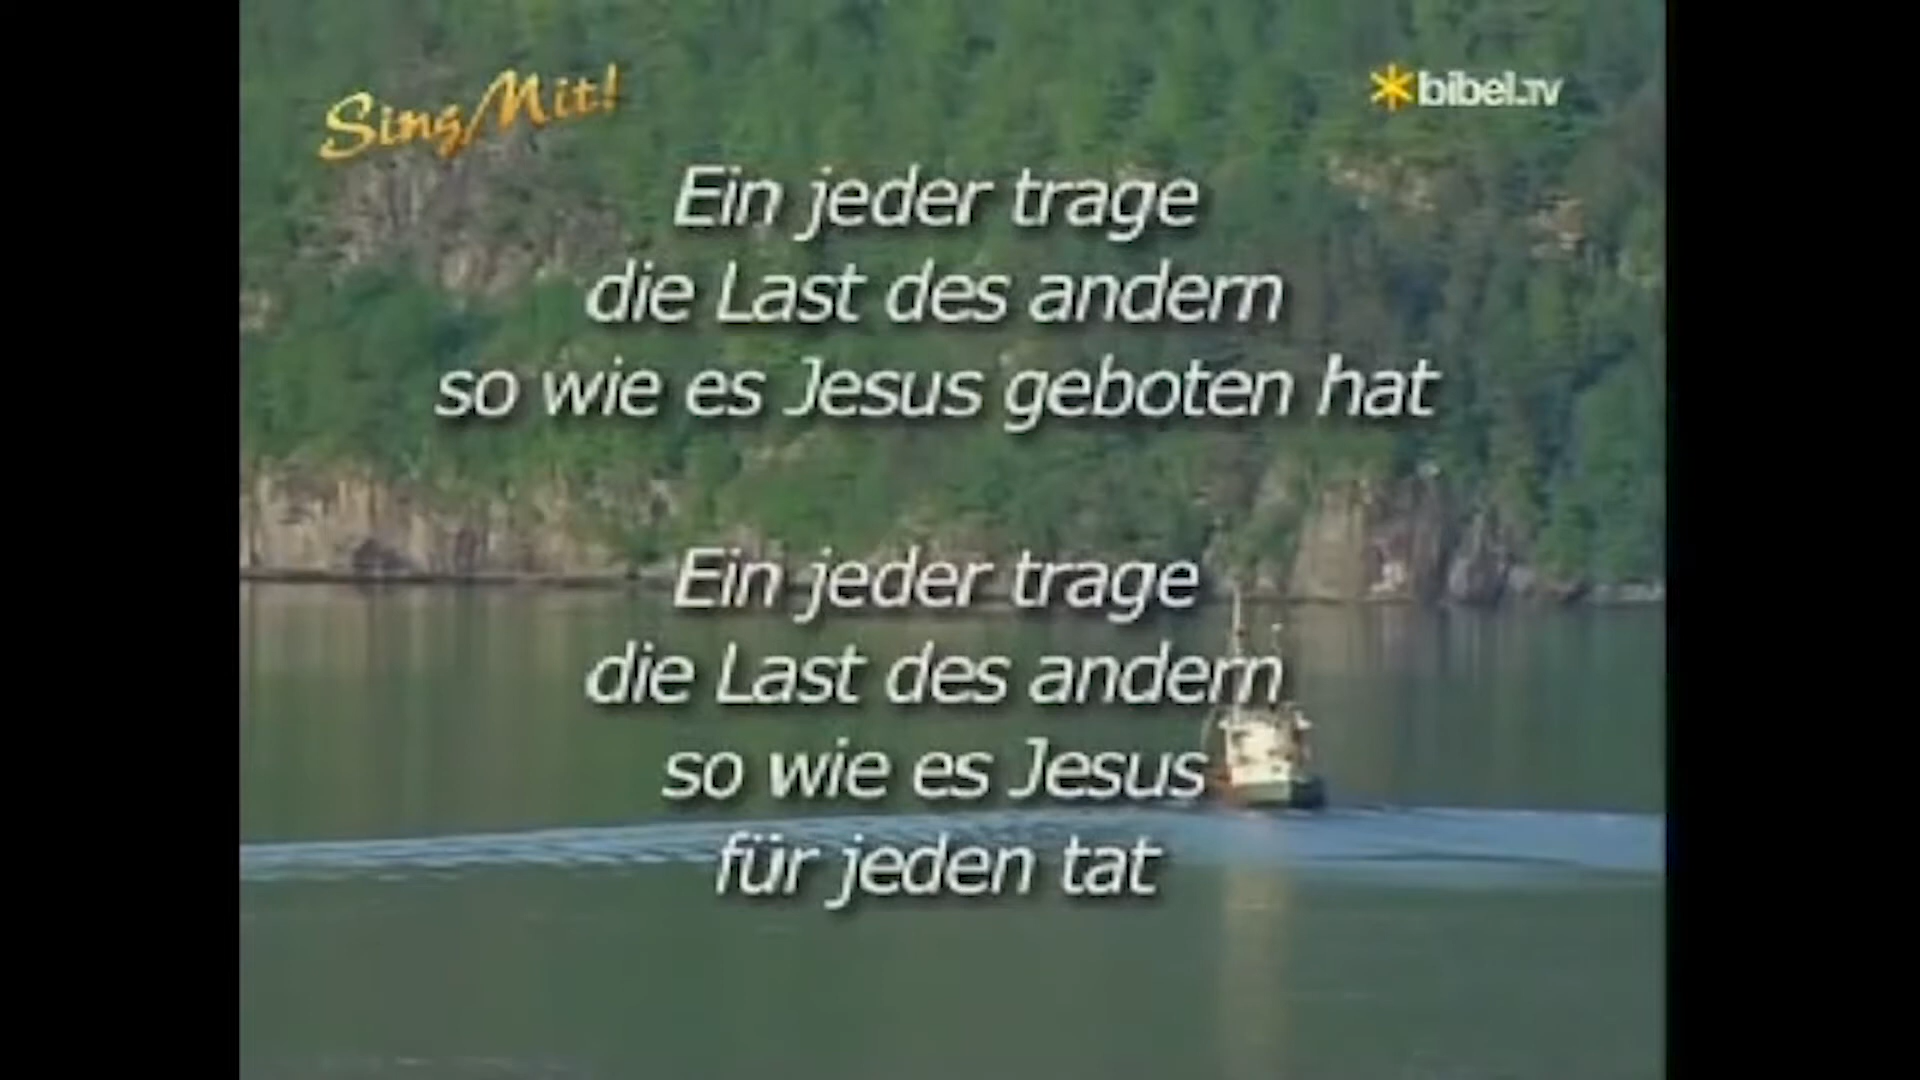 Sing Mit!
bibel.TV
Ein jeder trage
die Last des andern
so wie es Jesus geboten hat
Ein jeder trage
die Last des andern
so wie es Jesus
für jeden tat